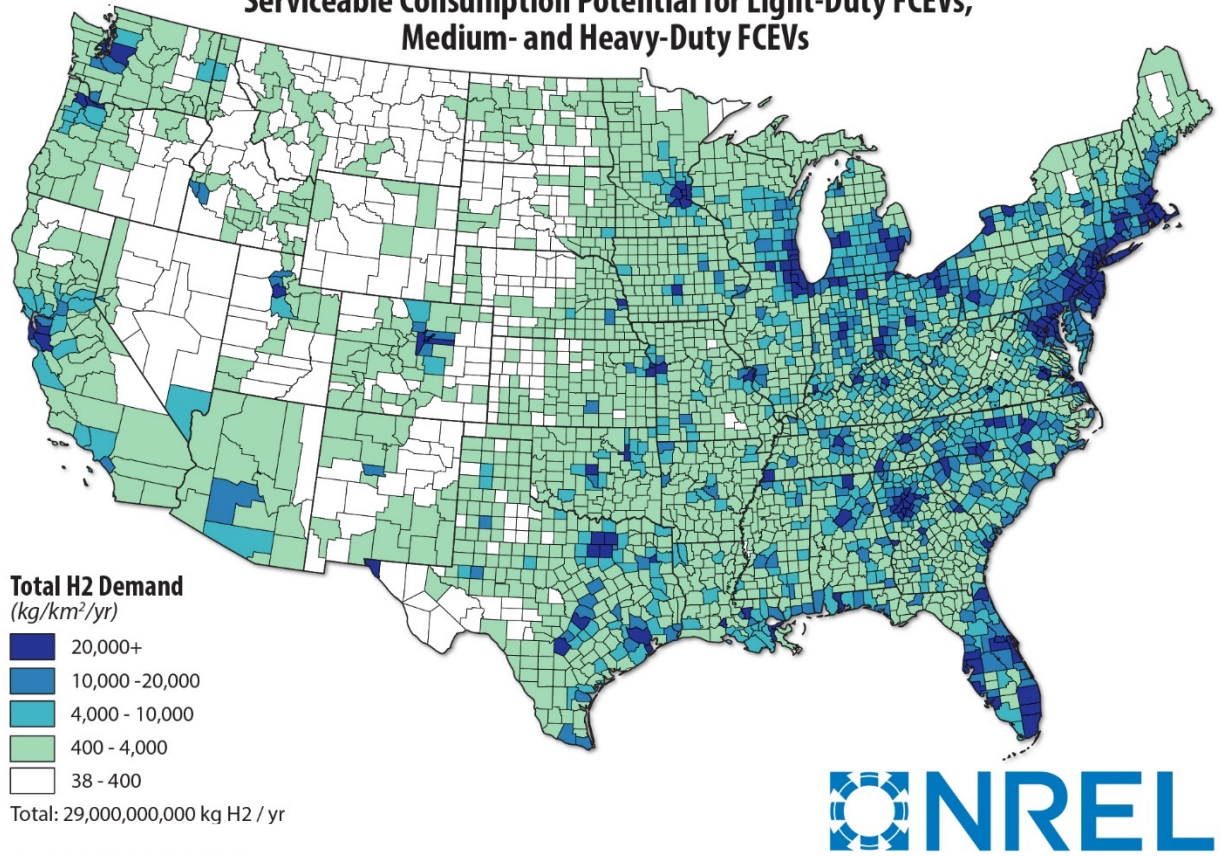 Serviceable Consumption Potential for Light-Duty FCEVs,
Medium- and Heavy-Duty FCEVs
Total H2 Demand
(kg/km²/yr)
20,000+
10,000 -20,000
4,000 - 10,000
400 - 4,000
38 - 400
Total: 29,000,000,000 kg H2 / yr
NREL